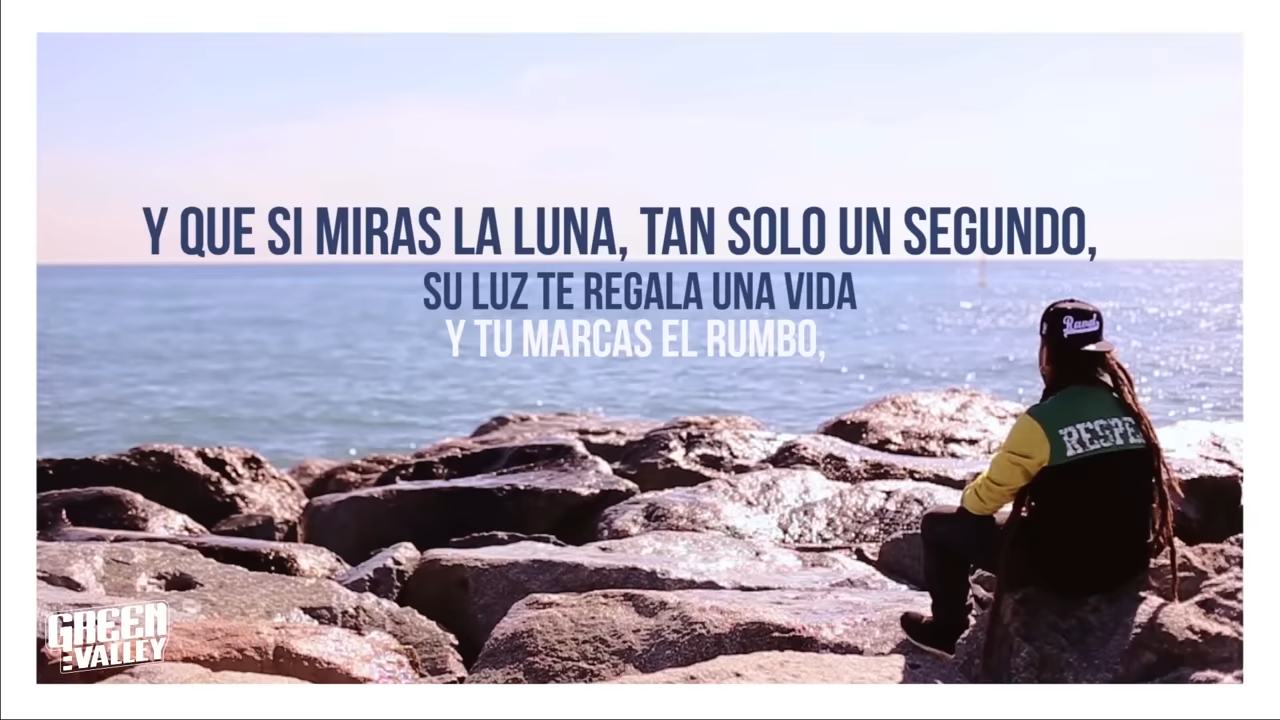 Y QUE SI MIRAS LA LUNA, TAN SOLO UN SEGUNDO,
SU LUZ TE REGALA UNA VIDA
Y TU MARCAS EL RUMBO,
RESPE
GREEN
VALLEY